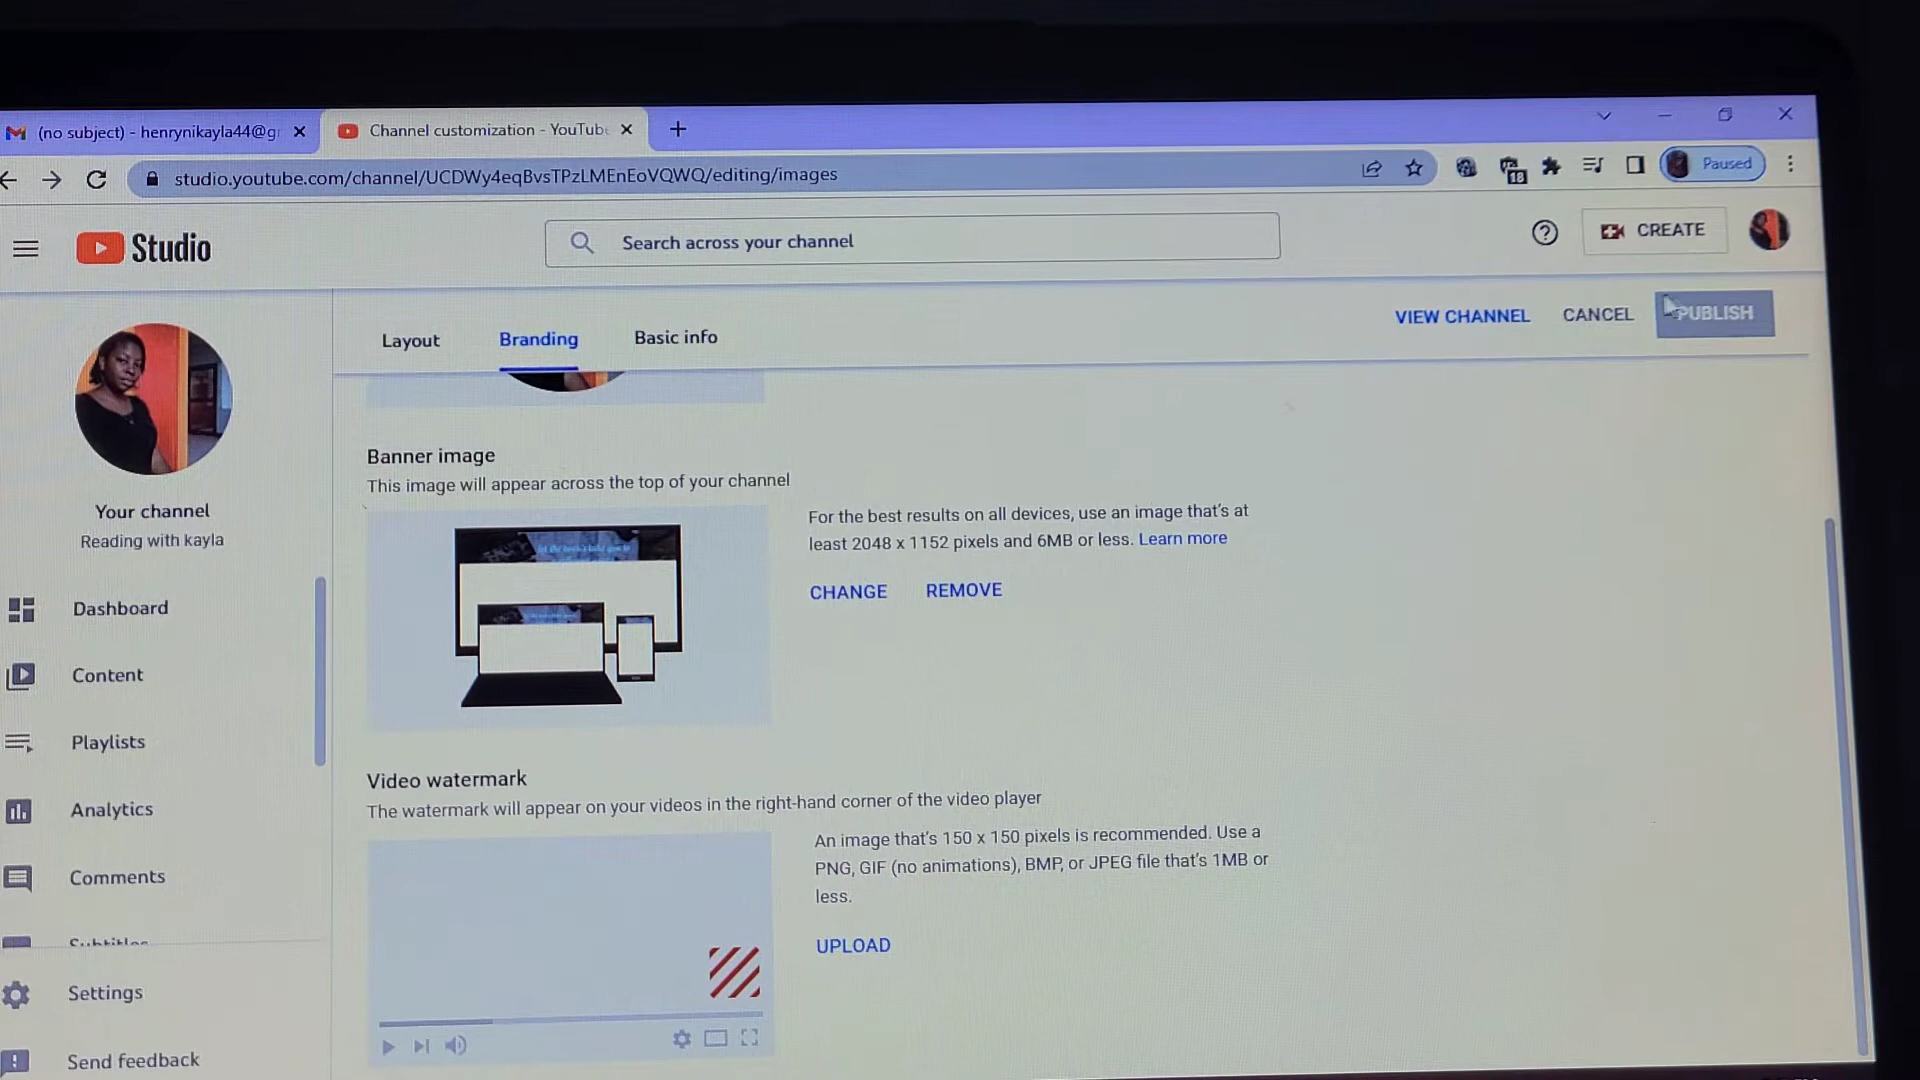 (no subject) - henrynikayla44@g
Channel customization - YouTube
studio.youtube.com/channel/UCDWy4eqBvsTPzLMEnEoVQWQ/editing/images
18
Paused
Studio
Search across your channel
CREATE
Layout
Branding
Basic info
VIEW CHANNEL
CANCEL
PUBLISH
Your channel
Reading with kayla
Dashboard
Content
Playlists
Analytics
Comments
Subtitles
Settings
Send feedback
Banner image
This image will appear across the top of your channel
For the best results on all devices, use an image that's at
least 2048 x 1152 pixels and 6MB or less. Learn more
CHANGE
REMOVE
Video watermark
The watermark will appear on your videos in the right-hand corner of the video player
An image that's 150 x 150 pixels is recommended. Use a
PNG, GIF (no animations), BMP, or JPEG file that's 1MB or
less.
UPLOAD